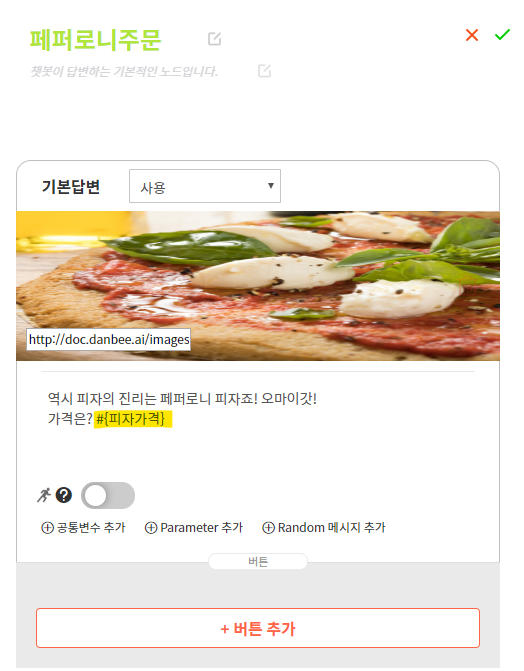 페퍼로니주문
챗봇이 답변하는 기본적인 노드입니다.
기본답변
사용
http://doc.danbee.ai/images
역시 피자의 진리는 페퍼로니 피자죠! 오마이갓!
가격은? #{피자가격}
공통변수 추가 Parameter 추가 Random 메시지 추가
버튼
+ 버튼 추가